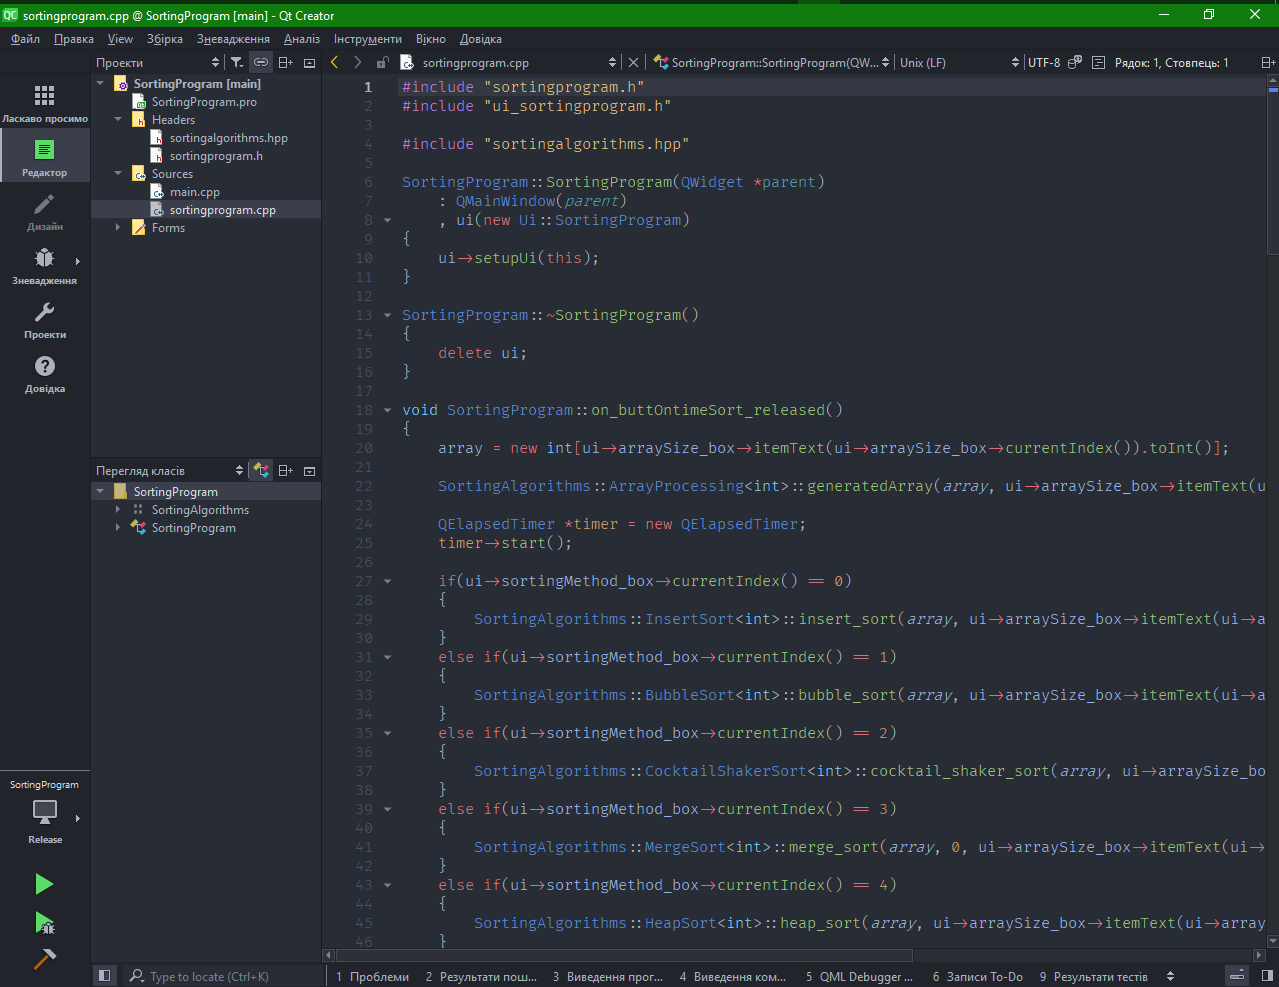 sortingprogram.cpp @ SortingProgram [main] - Qt Creator
Файл Правка View Збірка Зневадження Аналіз Інструменти Вікно Довідка
Проекти
sortingprogram.cpp
SortingProgram::SortingProgram(QW...
Unix (LF)
UTF-8
Рядок: 1, Стовпець: 1
Ласкаво просимо
Редактор
Дизайн
Зневадження
Проекти
Довідка
SortingProgram [main]
SortingProgram.pro
Headers
sortingalgorithms.hpp
sortingprogram.h
Sources
main.cpp
sortingprogram.cpp
Forms
Перегляд класів
SortingProgram
SortingAlgorithms
SortingProgram
1 #include "sortingprogram.h"
2 #include "ui_sortingprogram.h"
3
4 #include "sortingalgorithms.hpp"
5
6 SortingProgram::SortingProgram(QWidget *parent)
7     : QMainWindow(parent)
8     , ui(new Ui::SortingProgram)
9 {
10     ui->setupUi(this);
11 }
12
13 SortingProgram::~SortingProgram()
14 {
15     delete ui;
16 }
17
18 void SortingProgram::on_buttOntimeSort_released()
19 {
20     array = new int[ui->arraySize_box->itemText(ui->arraySize_box->currentIndex()).toInt()];
21
22     SortingAlgorithms::ArrayProcessing<int>::generatedArray(array, ui->arraySize_box->itemText(u
23
24     QElapsedTimer *timer = new QElapsedTimer;
25     timer->start();
26
27     if(ui->sortingMethod_box->currentIndex() == 0)
28     {
29         SortingAlgorithms::InsertSort<int>::insert_sort(array, ui->arraySize_box->itemText(ui->a
30     }
31     else if(ui->sortingMethod_box->currentIndex() == 1)
32     {
33         SortingAlgorithms::BubbleSort<int>::bubble_sort(array, ui->arraySize_box->itemText(ui->a
34     }
35     else if(ui->sortingMethod_box->currentIndex() == 2)
36     {
37         SortingAlgorithms::CocktailShakerSort<int>::cocktail_shaker_sort(array, ui->arraySize_bo
38     }
39     else if(ui->sortingMethod_box->currentIndex() == 3)
40     {
41         SortingAlgorithms::MergeSort<int>::merge_sort(array, 0, ui->arraySize_box->itemText(ui->
42     }
43     else if(ui->sortingMethod_box->currentIndex() == 4)
44     {
45         SortingAlgorithms::HeapSort<int>::heap_sort(array, ui->arraySize_box->itemText(ui->array
46     }
SortingProgram
Release
Type to locate (Ctrl+K)
1 Проблеми 2 Результати пош... 3 Виведення прог... 4 Виведення ком... 5 QML Debugger ... 6 Записи To-Do 9 Результати тестів